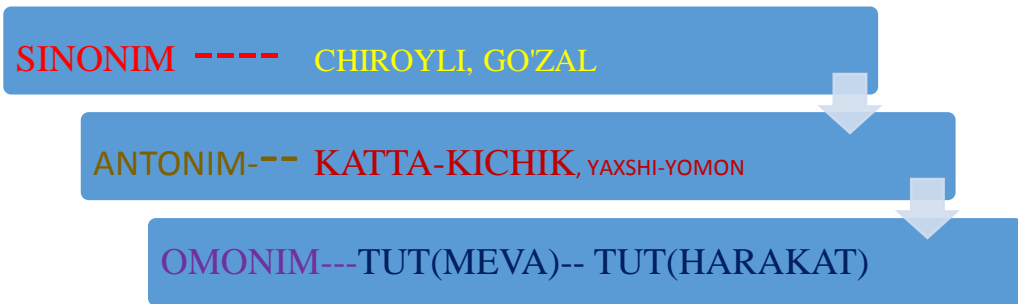 SINONIM ---- CHIROYLI, GO'ZAL
ANTONIM--- KATTA-KICHIK, YAXSHI-YOMON
OMONIM---TUT(MEVA)-- TUT(HARAKAT)